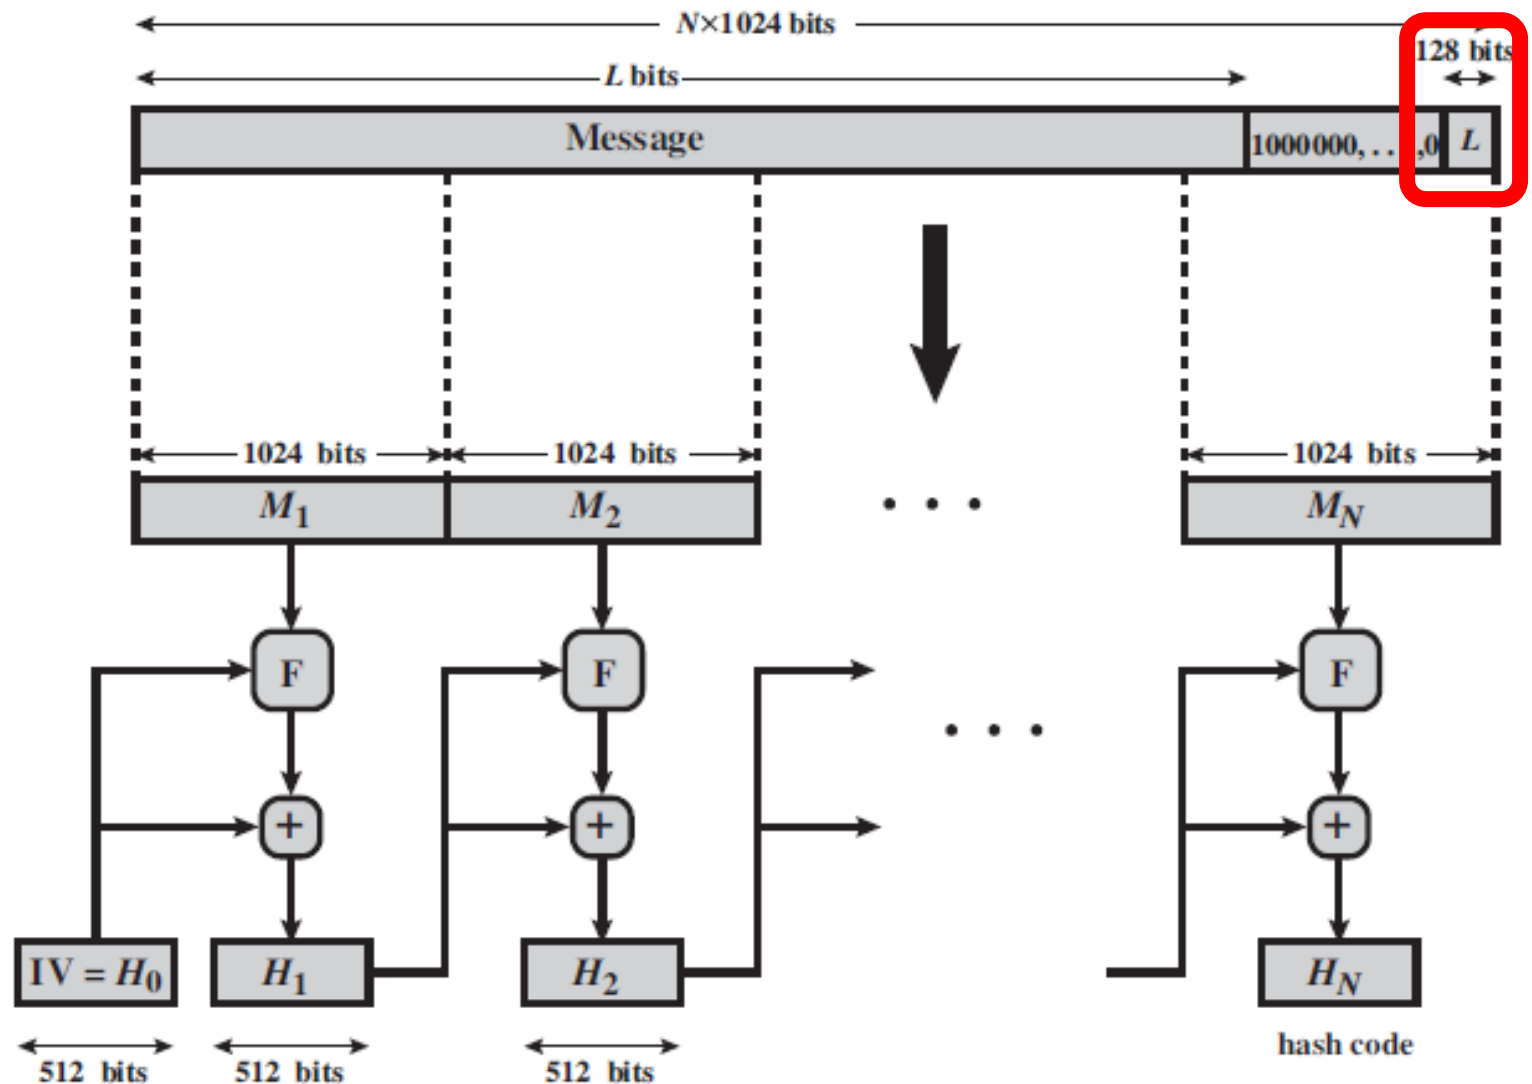 N×1024 bits
128 bits
L bits
Message
1000000, . . ,0
L
1024 bits
1024 bits
1024 bits
M1
M2
. . .
MN
F
F
F
. . .
+
+
+
IV = H0
H1
H2
HN
hash code
512 bits
512 bits
512 bits